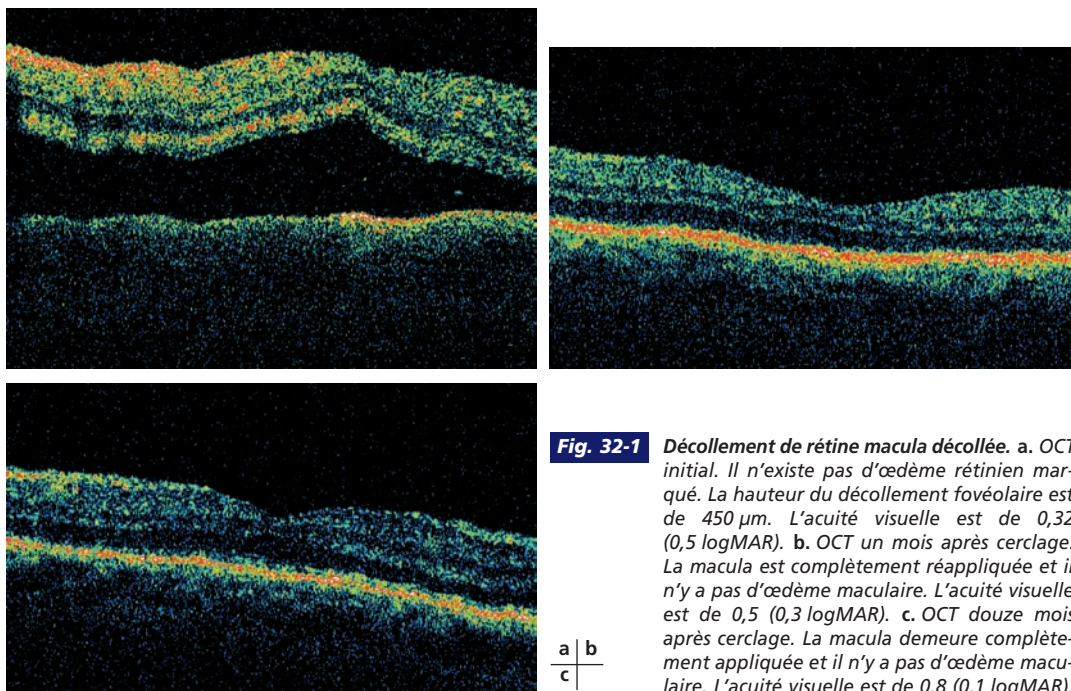 Fig. 32-1 Décollement de rétine macula décollée. a. OCT
initial. Il n'existe pas d'œdème rétinien mar-
qué. La hauteur du décollement fovéolaire est
de 450 µm. L'acuité visuelle est de 0,32
(0,5 logMAR). b. OCT un mois après cerclage.
La macula est complètement réappliquée et il
n'y a pas d'œdème maculaire. L'acuité visuelle
est de 0,5 (0,3 logMAR). c. OCT douze mois
après cerclage. La macula demeure complète-
ment appliquée et il n'y a pas d'œdème macu-
laire. L'acuité visuelle est de 0,8 (0,1 logMAR).
a b
c